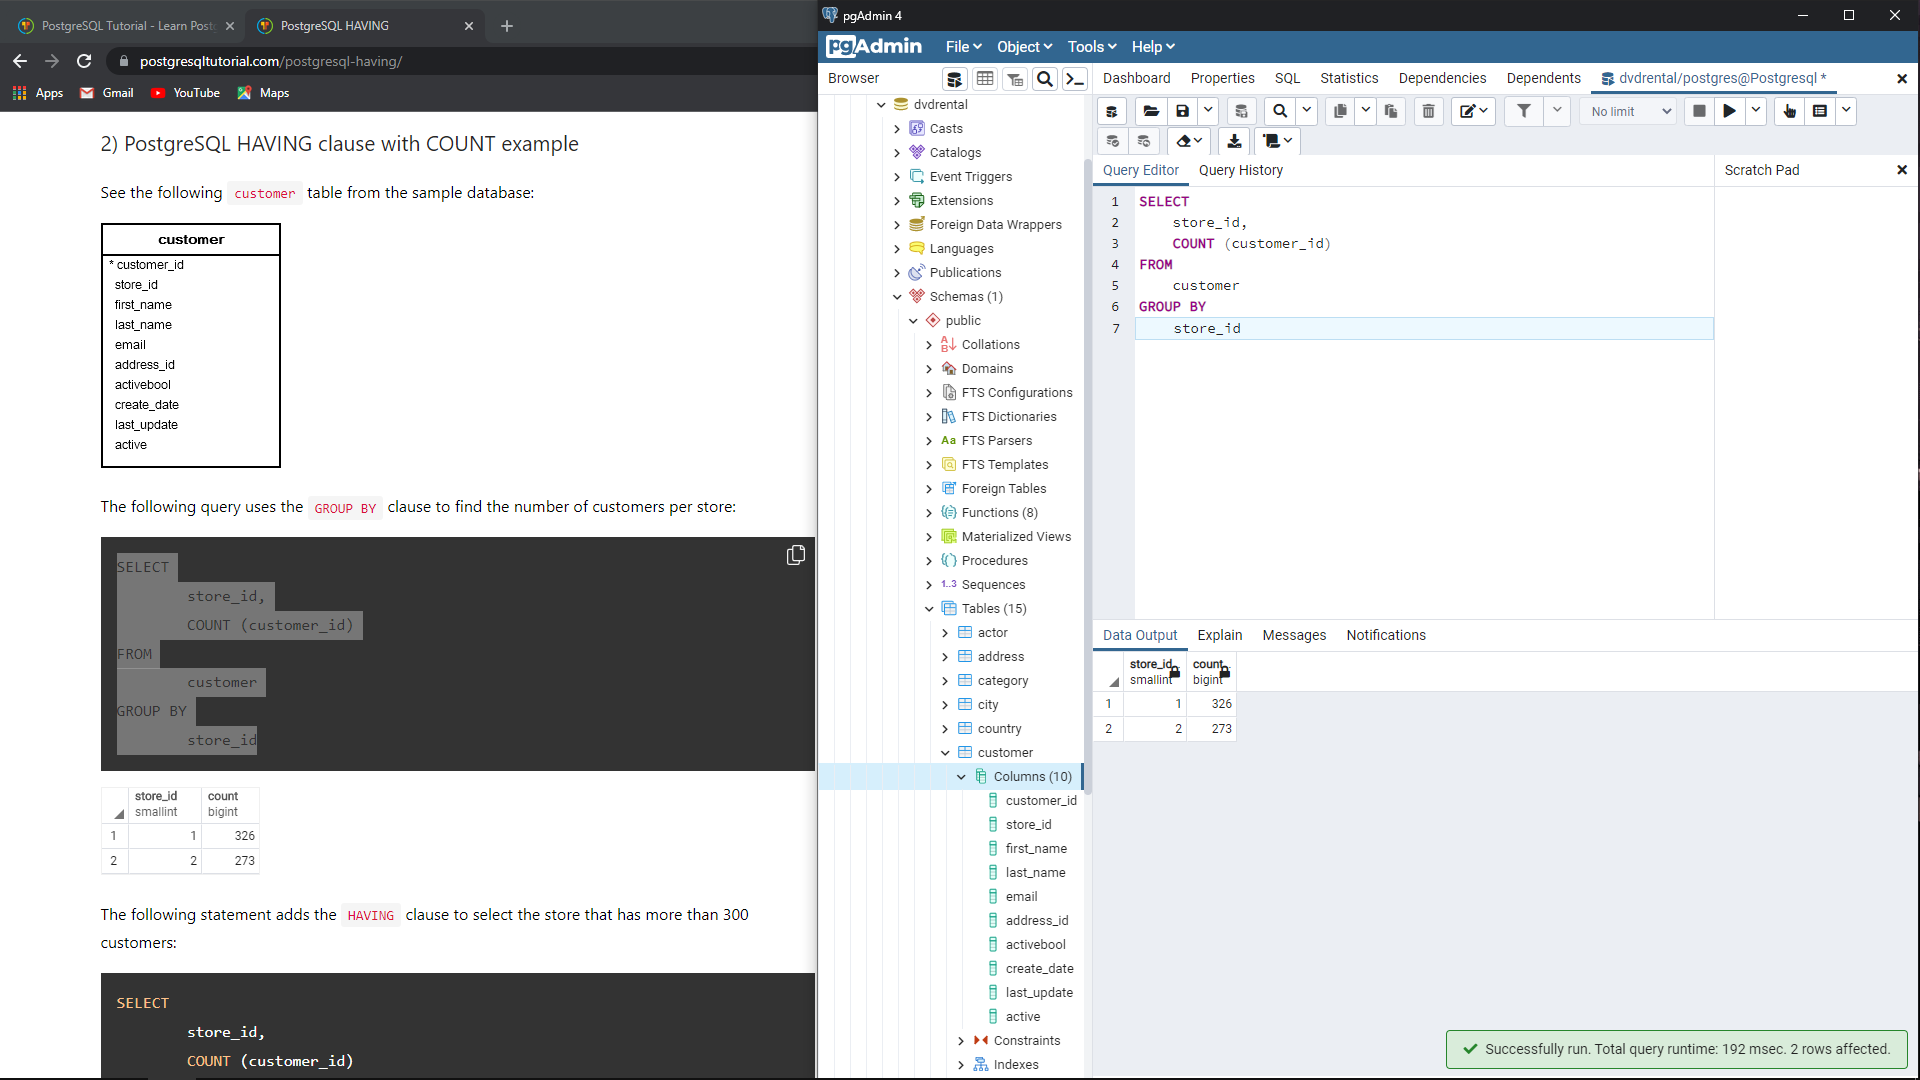 PostgreSQL Tutorial - Learn Post
PostgreSQL HAVING
postgresqltutorial.com/postgresql-having/
Apps
Gmail
YouTube
Maps
2) PostgreSQL HAVING clause with COUNT example
See the following customer table from the sample database:
customer
* customer_id
store_id
first_name
last_name
email
address_id
activebool
create_date
last_update
active
The following query uses the GROUP BY clause to find the number of customers per store:
SELECT
store_id,
COUNT (customer_id)
FROM
customer
GROUP BY
store_id
store_id count
smallint bigint
1 1 326
2 2 273
The following statement adds the HAVING clause to select the store that has more than 300
customers:
SELECT
store_id,
COUNT (customer_id)
pgAdmin 4
pgAdmin File Object Tools Help
Browser
dvdrental
Casts
Catalogs
Event Triggers
Extensions
Foreign Data Wrappers
Languages
Publications
Schemas (1)
public
Collations
Domains
FTS Configurations
FTS Dictionaries
Aa FTS Parsers
FTS Templates
Foreign Tables
Functions (8)
Materialized Views
Procedures
1..3 Sequences
Tables (15)
actor
address
category
city
country
customer
Columns (10)
customer_id
store_id
first_name
last_name
email
address_id
activebool
create_date
last_update
active
Constraints
Indexes
Dashboard Properties SQL Statistics Dependencies Dependents dvdrental/postgres@Postgresql *
No limit
Query Editor Query History
Scratch Pad
1 SELECT
2 store_id,
3 COUNT (customer_id)
4 FROM
5 customer
6 GROUP BY
7 store_id
Data Output Explain Messages Notifications
store_id count
smallint bigint
1 1 326
2 2 273
Successfully run. Total query runtime: 192 msec. 2 rows affected.